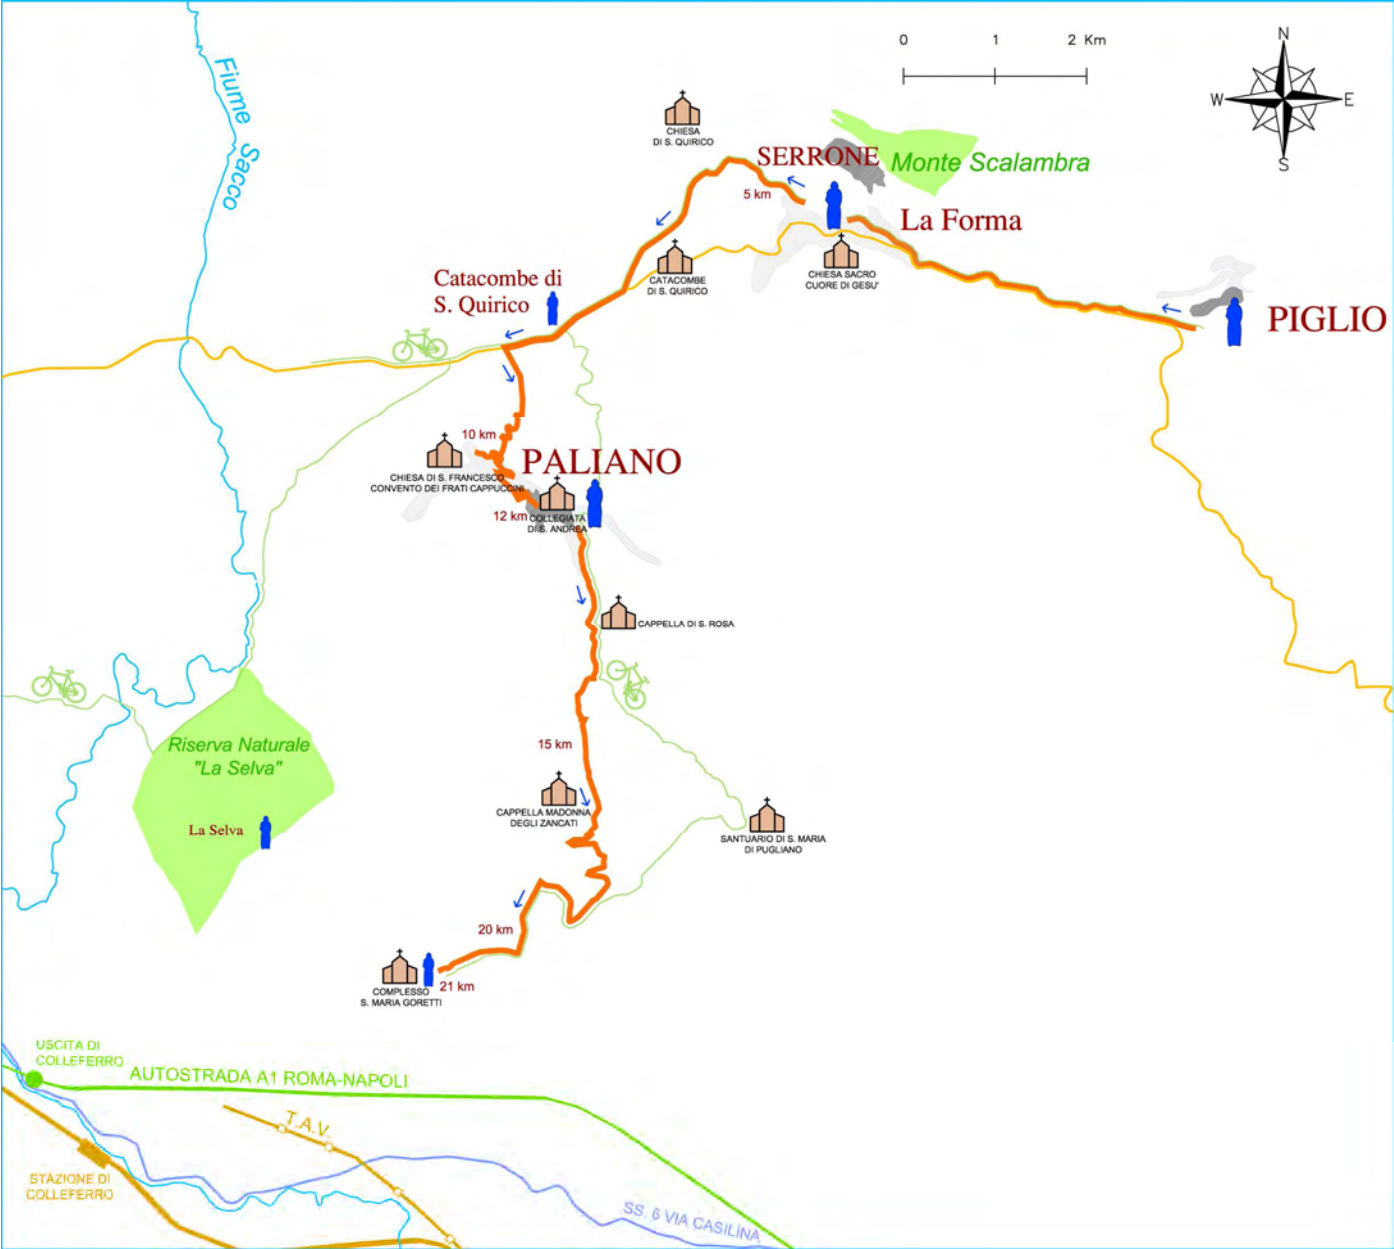 0 1 2 Km
N
W E
S
Fiume Sacco
CHIESA
DI S. QUIRICO
SERRONE
Monte Scalambra
5 km
La Forma
CATACOMBE
DI S. QUIRICO
CHIESA SACRO
CUORE DI GESU'
Catacombe di
S. Quirico
PIGLIO
10 km
PALIANO
CHIESA DI S. FRANCESCO
CONVENTO DEI FRATI CAPPUCCINI
12 km
COLLEGIATA
DI S. ANDREA
CAPPELLA DI S. ROSA
15 km
Riserva Naturale
"La Selva"
La Selva
CAPPELLA MADONNA
DEGLI ZANCATI
SANTUARIO DI S. MARIA
DI PUGLIANO
20 km
21 km
COMPLESSO
S. MARIA GORETTI
USCITA DI
COLLEFERRO
AUTOSTRADA A1 ROMA-NAPOLI
T.A.V.
STAZIONE DI
COLLEFERRO
SS. 6 VIA CASILINA